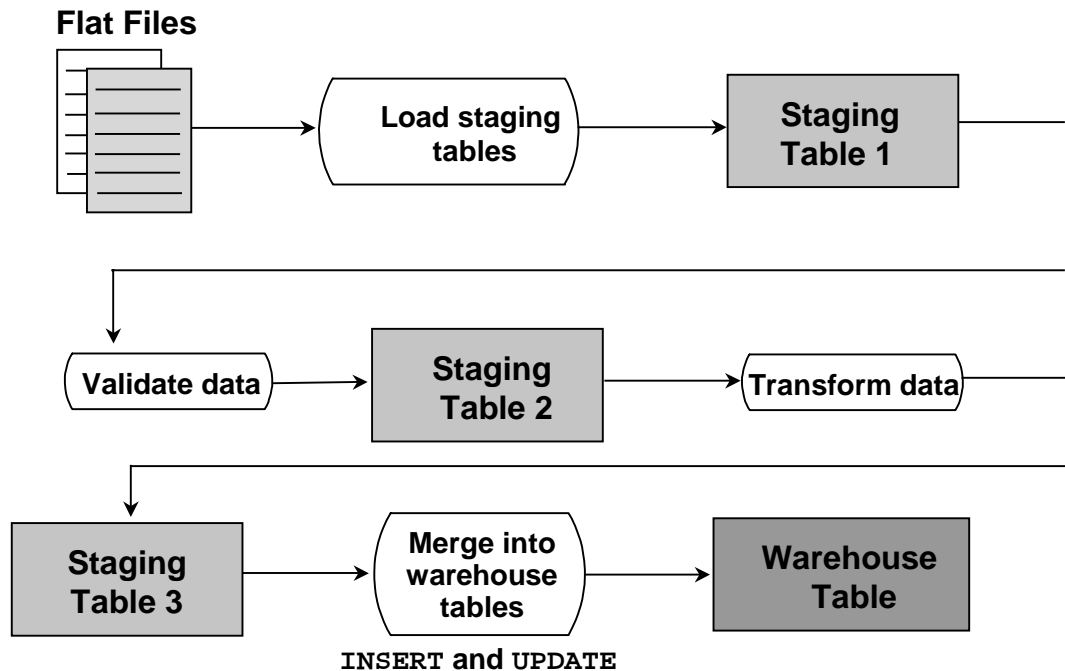 Flat Files
Load staging
tables
Staging
Table 1
Validate data
Staging
Table 2
Transform data
Staging
Table 3
Merge into
warehouse
tables
Warehouse
Table
INSERT and UPDATE